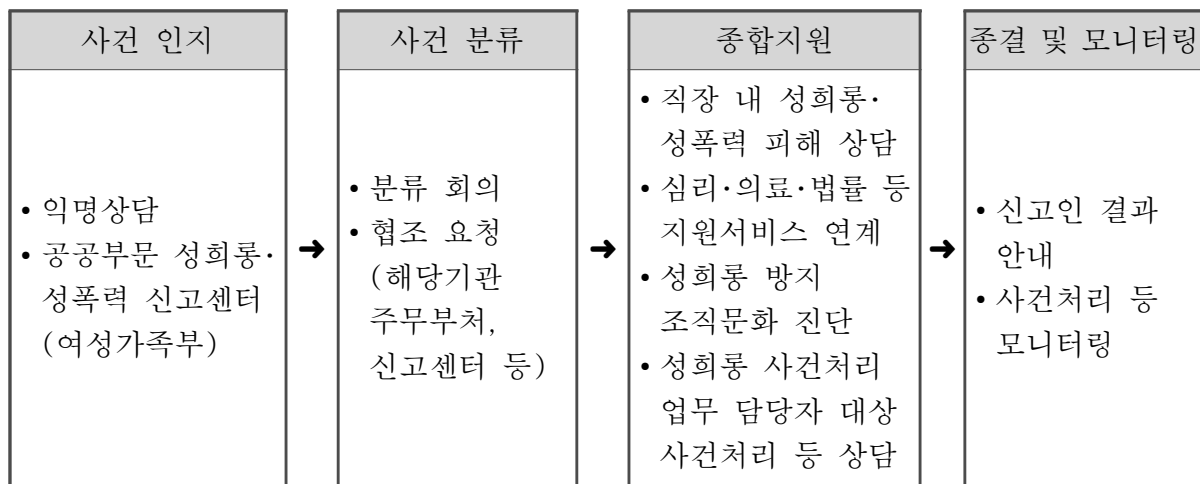 사건 인지
• 익명상담
• 공공부문 성희롱·
성폭력 신고센터
(여성가족부)
➜
사건 분류
• 분류 회의
• 협조 요청
(해당기관
주무부처,
신고센터 등)
➜
종합지원
• 직장 내 성희롱·
성폭력 피해 상담
• 심리·의료·법률 등
지원서비스 연계
• 성희롱 방지
조직문화 진단
• 성희롱 사건처리
업무 담당자 대상
사건처리 등 상담
➜
종결 및 모니터링
• 신고인 결과
안내
• 사건처리 등
모니터링